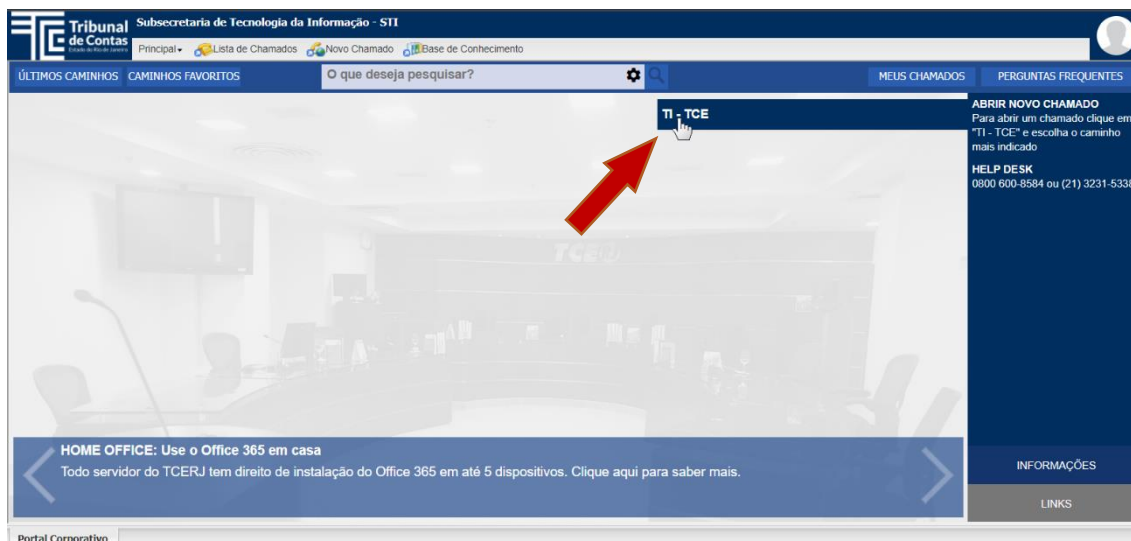 Tribunal
de Contas
Estado do Rio de Janeiro
Subsecretaria de Tecnologia da Informação - STI
Principal Lista de Chamados Novo Chamado Base de Conhecimento
ÚLTIMOS CAMINHOS CAMINHOS FAVORITOS O que deseja pesquisar? MEUS CHAMADOS PERGUNTAS FREQUENTES
TI - TCE
ABRIR NOVO CHAMADO
Para abrir um chamado clique em
"TI - TCE" e escolha o caminho
mais indicado
HELP DESK
0800 600-8584 ou (21) 3231-5338
TCERJ
HOME OFFICE: Use o Office 365 em casa
Todo servidor do TCERJ tem direito de instalação do Office 365 em até 5 dispositivos. Clique aqui para saber mais.
INFORMAÇÕES
LINKS
Portal Corporativo